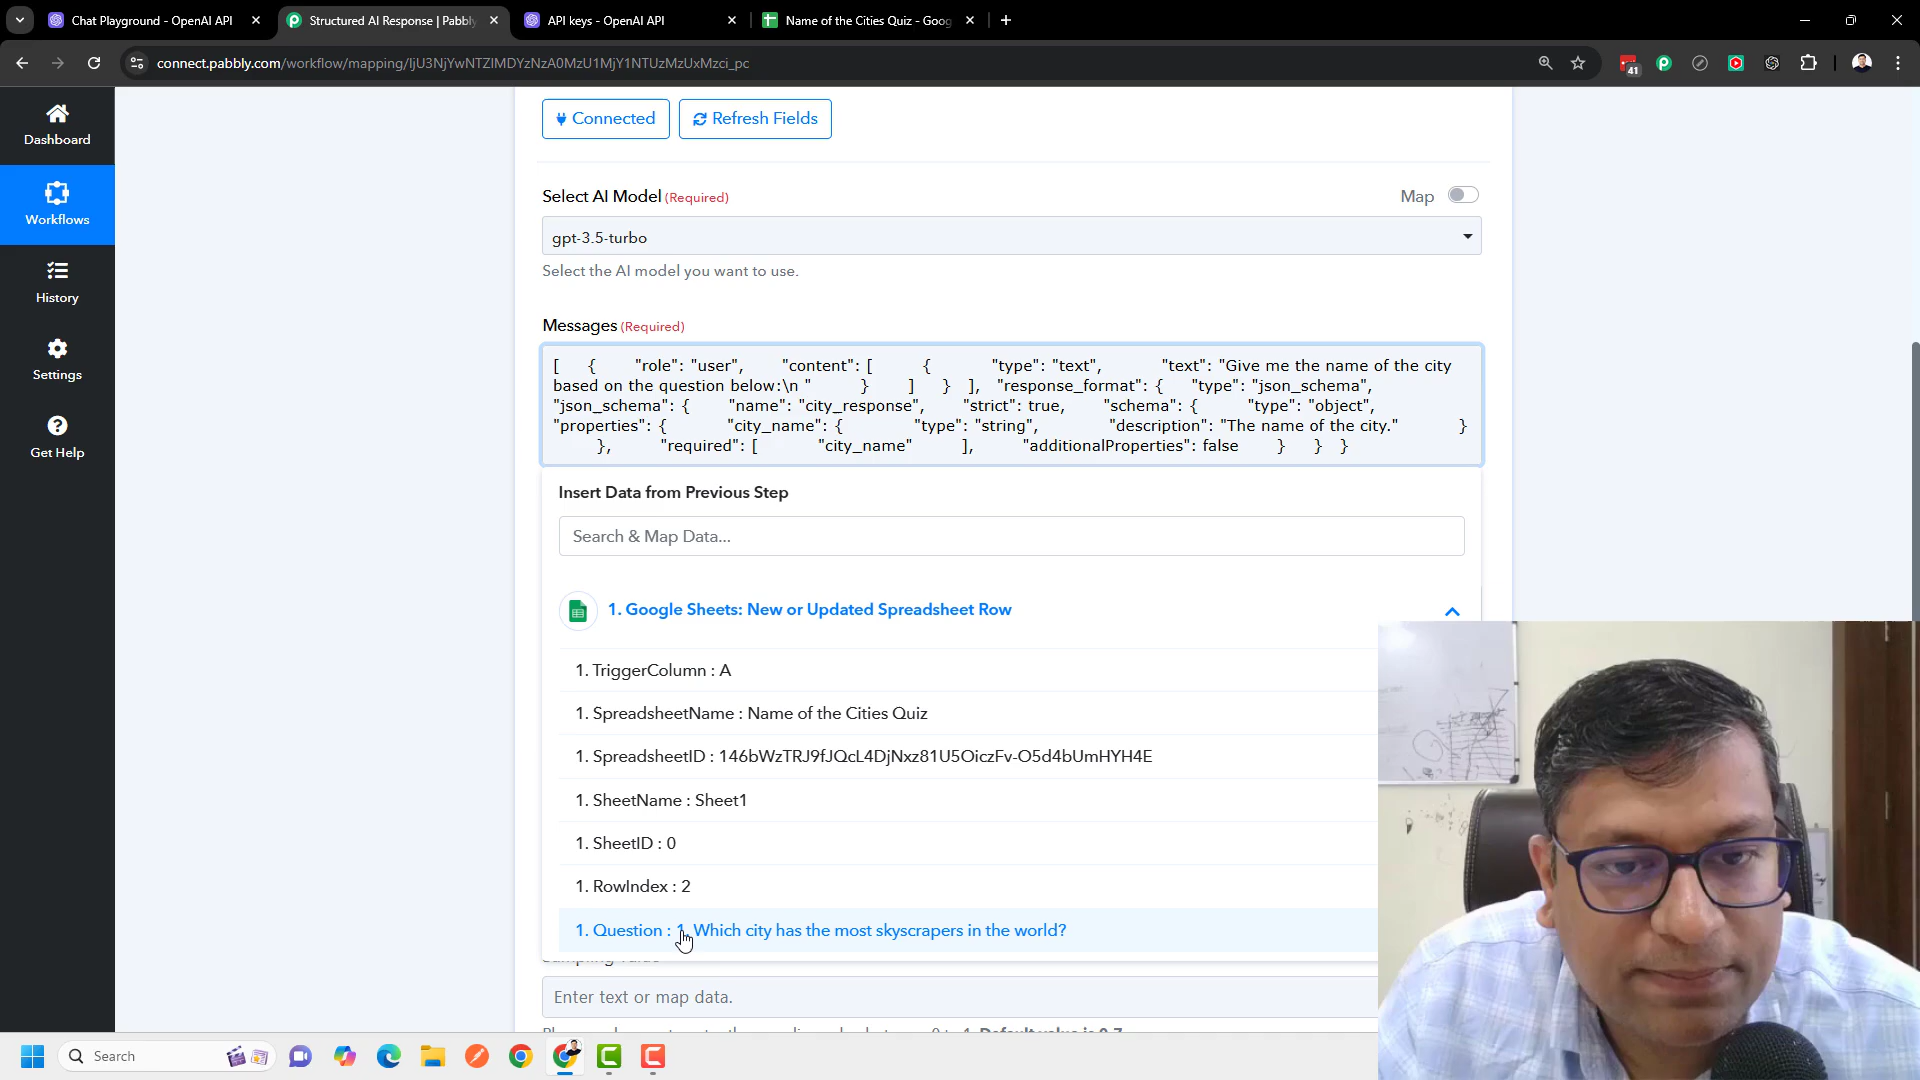 Chat Playground - OpenAI API
Structured AI Response | Pabbly
API keys - OpenAI API
Name of the Cities Quiz - Goog
connect.pabbly.com/workflow/mapping/IjU3NjYwNTZlMDYzNzA0MzU1MjY1NTUzMzUxMzci_pc
41
Dashboard
Workflows
History
Settings
Get Help
Connected
Refresh Fields
Select AI Model (Required)
Map
gpt-3.5-turbo
Select the AI model you want to use.
Messages (Required)
[ { "role": "user", "content": [ { "type": "text", "text": "Give me the name of the city
based on the question below:\n " } ] } ], "response_format": { "type": "json_schema",
"json_schema": { "name": "city_response", "strict": true, "schema": { "type": "object",
"properties": { "city_name": { "type": "string", "description": "The name of the city." }
}, "required": [ "city_name" ], "additionalProperties": false } } }
Insert Data from Previous Step
Search & Map Data...
1. Google Sheets: New or Updated Spreadsheet Row
1. TriggerColumn : A
1. SpreadsheetName : Name of the Cities Quiz
1. SpreadsheetID : 146bWzTRJ9fJQcL4DjNxz81U5OiczFv-O5d4bUmHYH4E
1. SheetName : Sheet1
1. SheetID : 0
1. RowIndex : 2
1. Question : 1. Which city has the most skyscrapers in the world?
Sampling Value
Enter text or map data.
Search